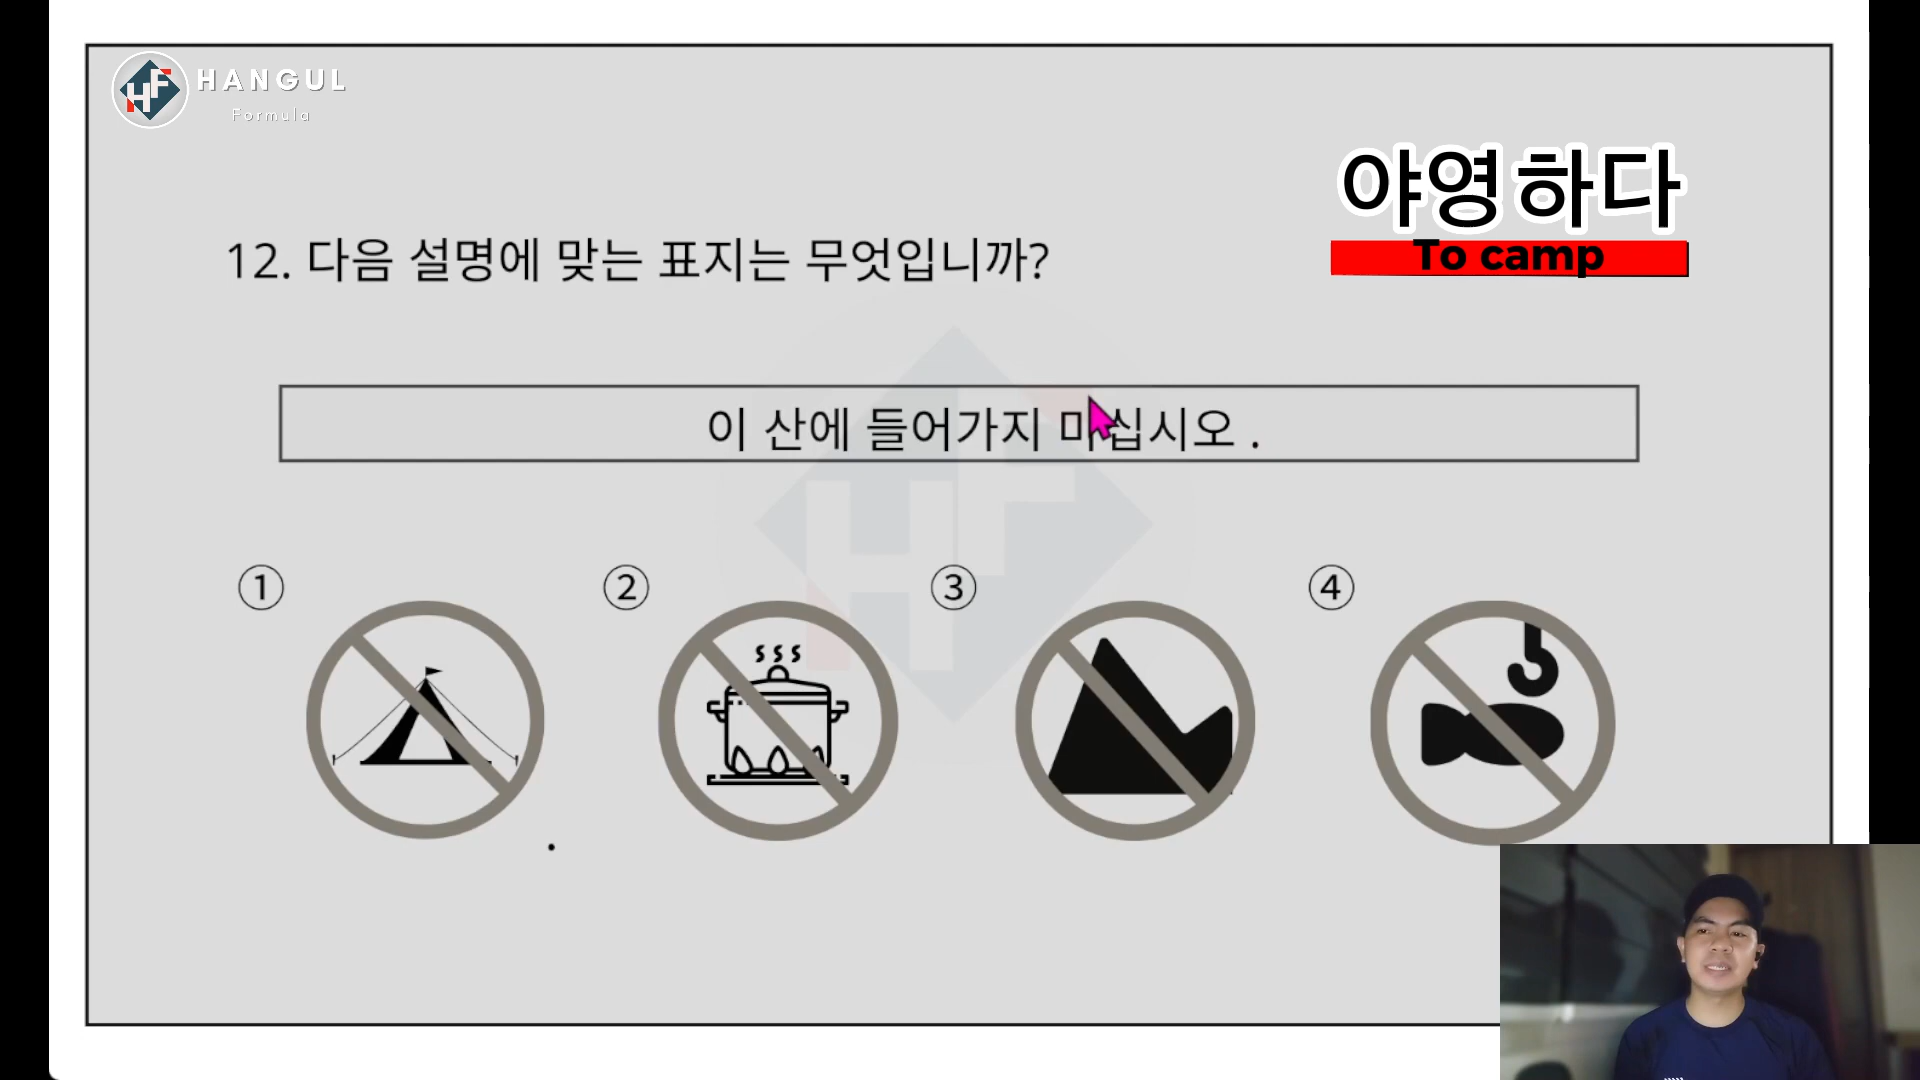 HANGUL
Formula
야영하다
To camp
12. 다음 설명에 맞는 표지는 무엇입니까?
이 산에 들어가지 마십시오 .
① ② ③ ④
HF